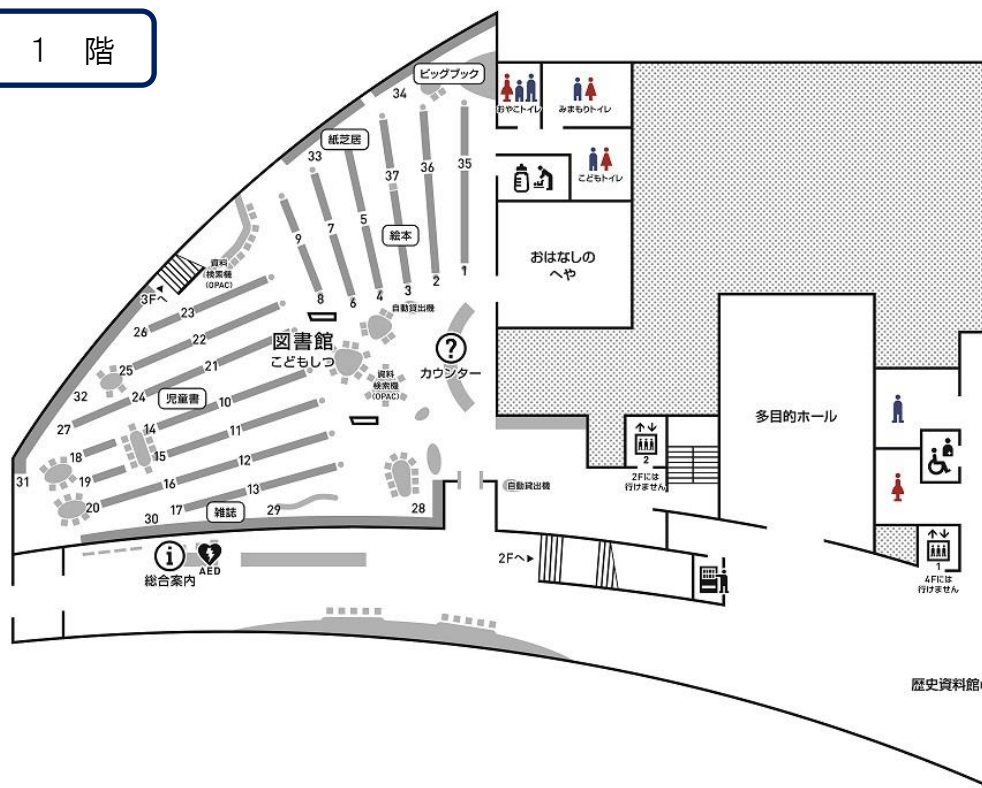 1 階
ビッグブック
34
おやこトイレ
みまもりトイレ
紙芝居
33
37
36
35
こどもトイレ
9
7
5
絵本
おはなしの
へや
資料
検索機
(OPAC)
3Fへ
8
6
4
3
2
1
自動貸出機
26
23
22
21
図書館
こどもしつ
?
カウンター
資料
検索機
(OPAC)
25
24
児童書
32
27
10
14
11
18
15
12
19
16
13
20
17
雑誌
29
28
31
30
自動貸出機
2
2Fには
行けません
多目的ホール
i
総合案内
AED
2Fへ
1
4Fには
行けません
歴史資料館